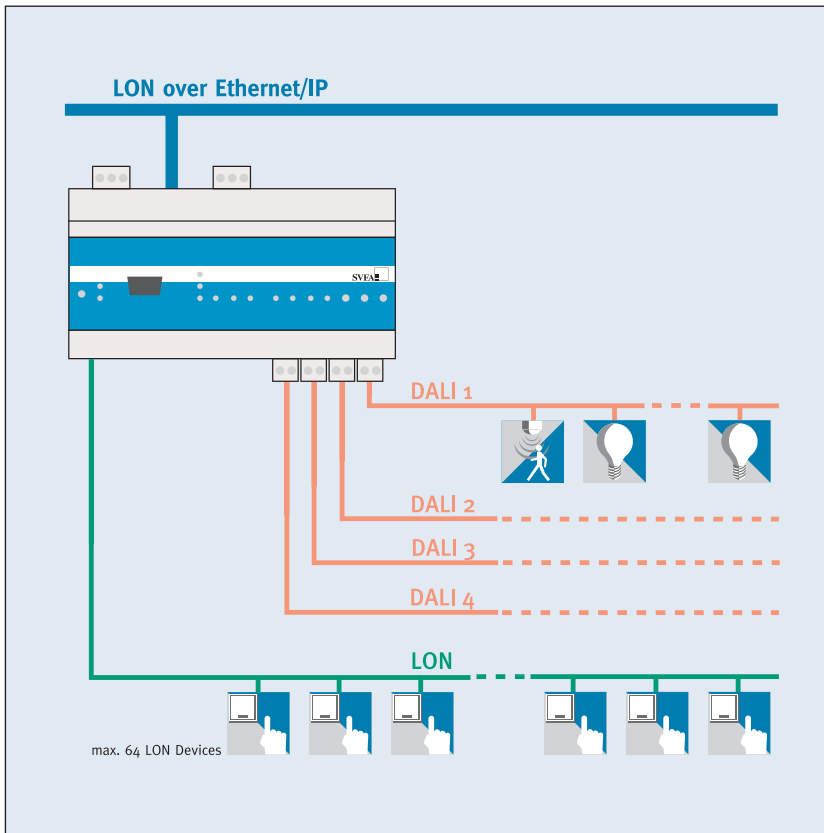 LON over Ethernet/IP
SVEA
DALI 1
DALI 2
DALI 3
DALI 4
LON
max. 64 LON Devices